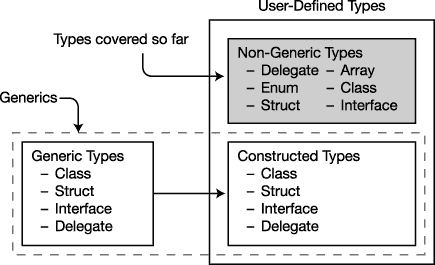 User-Defined Types
Types covered so far
Non-Generic Types
– Delegate – Array
– Enum – Class
– Struct – Interface
Generics
Generic Types
– Class
– Struct
– Interface
– Delegate
Constructed Types
– Class
– Struct
– Interface
– Delegate